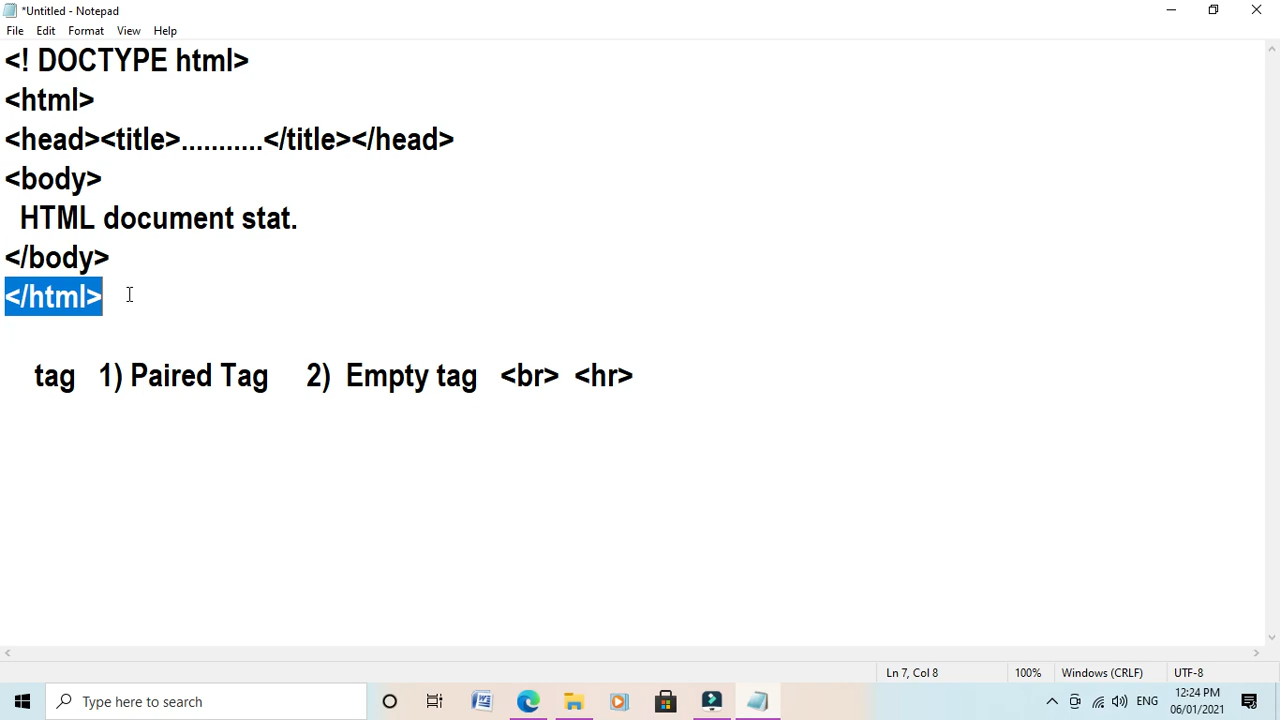 *Untitled - Notepad
File Edit Format View Help
<! DOCTYPE html>
<html>
<head><title>...........</title></head>
<body>
HTML document stat.
</body>
</html>
tag 1) Paired Tag 2) Empty tag <br> <hr>
Ln 7, Col 8 100% Windows (CRLF) UTF-8
Type here to search
ENG
12:24 PM
06/01/2021